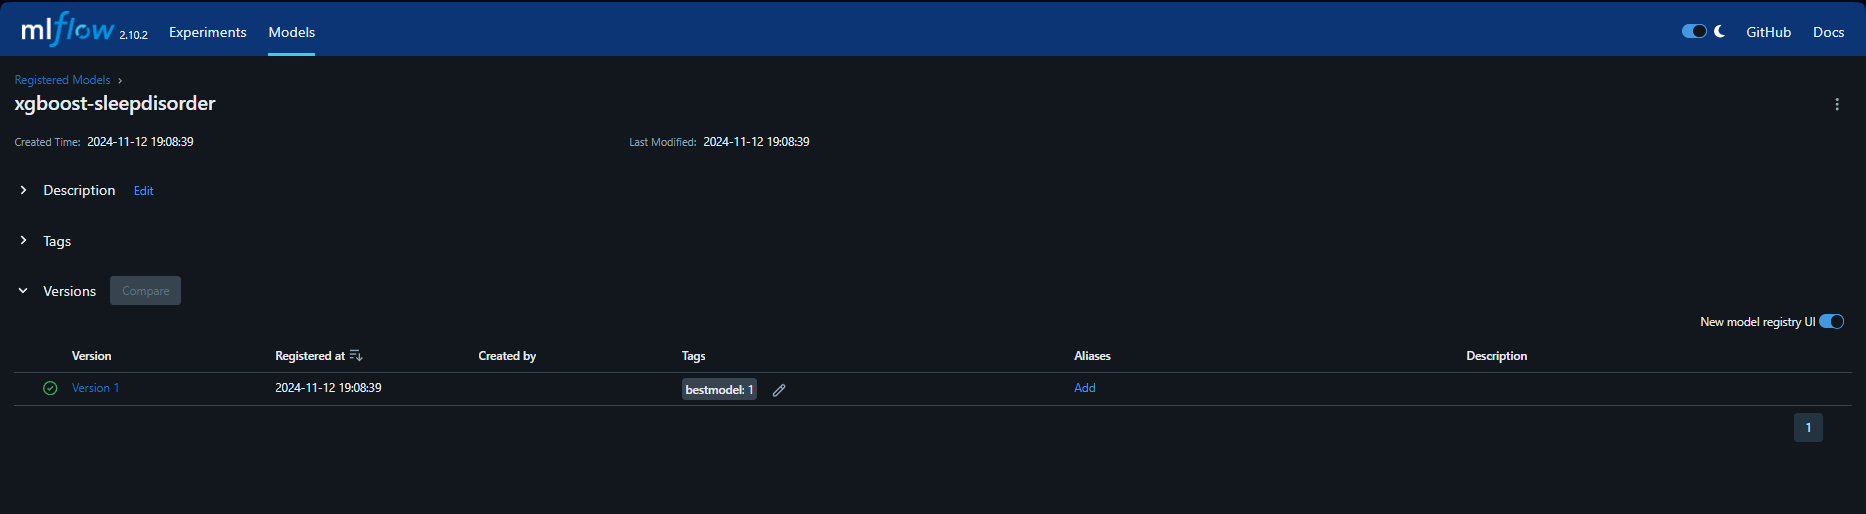 mlflow 2.10.2 Experiments Models GitHub Docs
Registered Models ›
xgboost-sleepdisorder
Created Time: 2024-11-12 19:08:39 Last Modified: 2024-11-12 19:08:39
Description Edit
Tags
Versions Compare
New model registry UI
Version Registered at Created by Tags Aliases Description
Version 1 2024-11-12 19:08:39 bestmodel: 1 Add
1